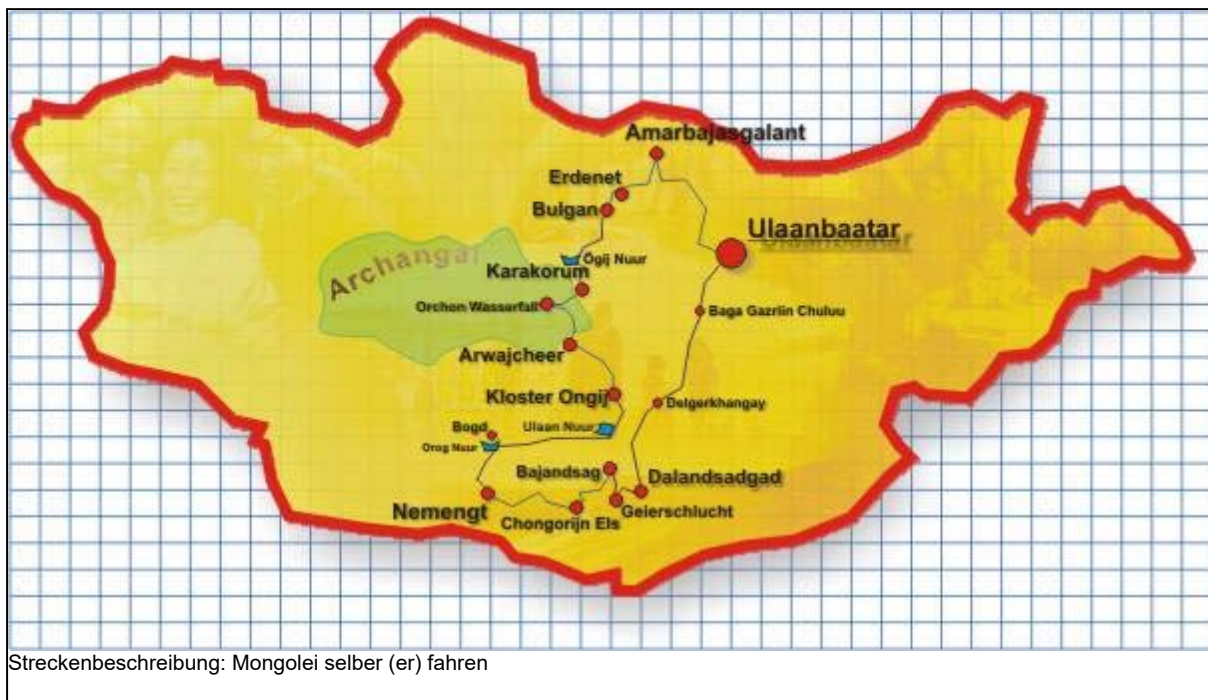 Amarbajasgalant
Erdenet
Bulgan
Ulaanbaatar
Archangai
Ögij Nuur
Karakorum
Orchon Wasserfall
Baga Gazriin Chuluu
Arwajcheer
Kloster Ongij
Delgerkhangay
Ulaan Nuur
Bogd
Orog Nuur
Bajandsag
Dalandsadgad
Nemengt
Geierschlucht
Chongorijn Els
Streckenbeschreibung: Mongolei selber (er) fahren